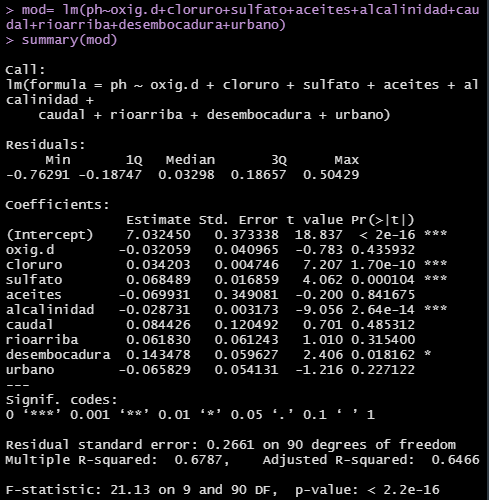 > mod= lm(ph~oxig.d+cloruro+sulfato+aceites+alcalinidad+cau
dal+rioarriba+desembocadura+urbano)
> summary(mod)
Call:
lm(formula = ph ~ oxig.d + cloruro + sulfato + aceites + al
calinidad +
    caudal + rioarriba + desembocadura + urbano)
Residuals:
     Min       1Q   Median       3Q      Max
-0.76291 -0.18747  0.03298  0.18657  0.50429
Coefficients:
               Estimate Std. Error t value Pr(>|t|)
(Intercept)    7.032450   0.373338  18.837  < 2e-16 ***
oxig.d        -0.032059   0.040965  -0.783 0.435932
cloruro        0.034203   0.004746   7.207 1.70e-10 ***
sulfato        0.068489   0.016859   4.062 0.000104 ***
aceites       -0.069931   0.349081  -0.200 0.841675
alcalinidad   -0.028731   0.003173  -9.056 2.64e-14 ***
caudal         0.084426   0.120492   0.701 0.485312
rioarriba      0.061830   0.061243   1.010 0.315400
desembocadura  0.143478   0.059627   2.406 0.018162 *
urbano        -0.065829   0.054131  -1.216 0.227122
---
Signif. codes:
0 ‘***’ 0.001 ‘**’ 0.01 ‘*’ 0.05 ‘.’ 0.1 ‘ ’ 1
Residual standard error: 0.2661 on 90 degrees of freedom
Multiple R-squared:  0.6787,    Adjusted R-squared:  0.6466
F-statistic: 21.13 on 9 and 90 DF,  p-value: < 2.2e-16